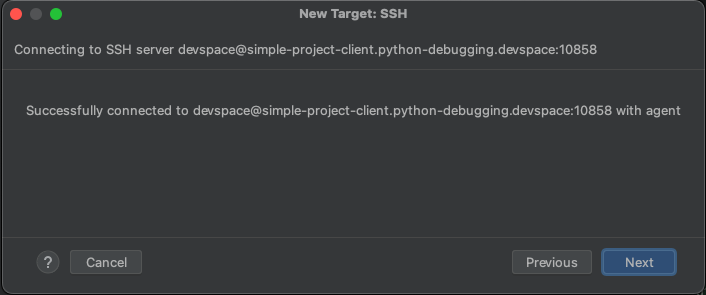 New Target: SSH
Connecting to SSH server devspace@simple-project-client.python-debugging.devspace:10858
Successfully connected to devspace@simple-project-client.python-debugging.devspace:10858 with agent
? Cancel Previous Next